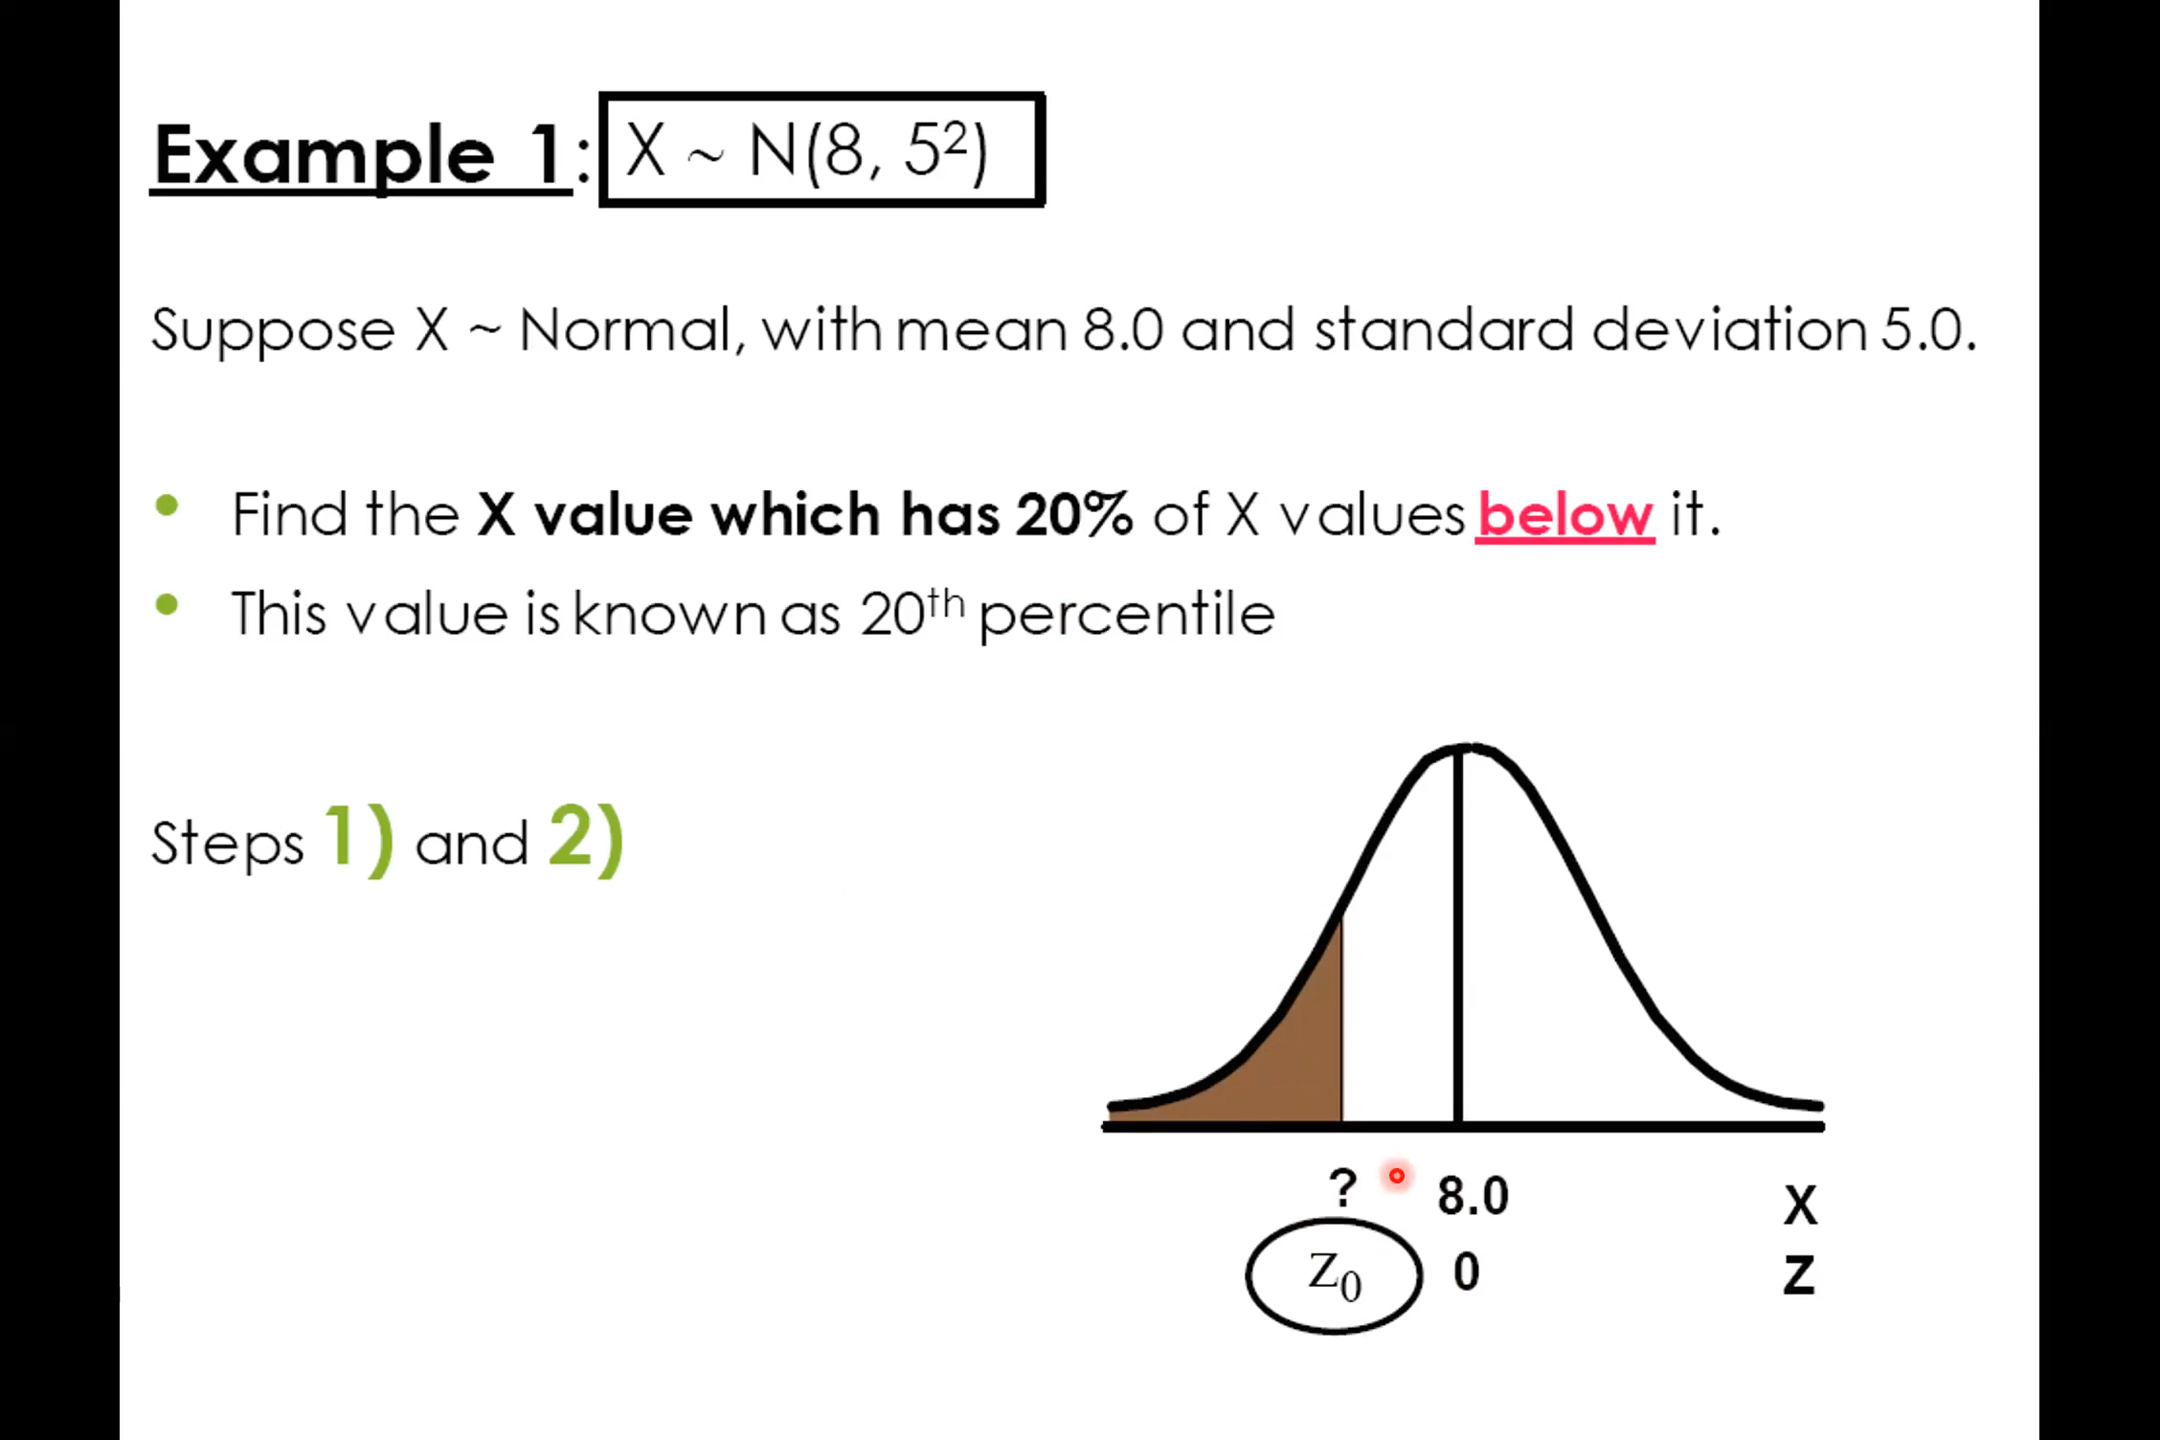 Example 1: X ~ N(8, 5²)
Suppose X ~ Normal, with mean 8.0 and standard deviation 5.0.
• Find the X value which has 20% of X values below it.
• This value is known as 20th percentile
Steps 1) and 2)
? 8.0 X
Z0 0 Z